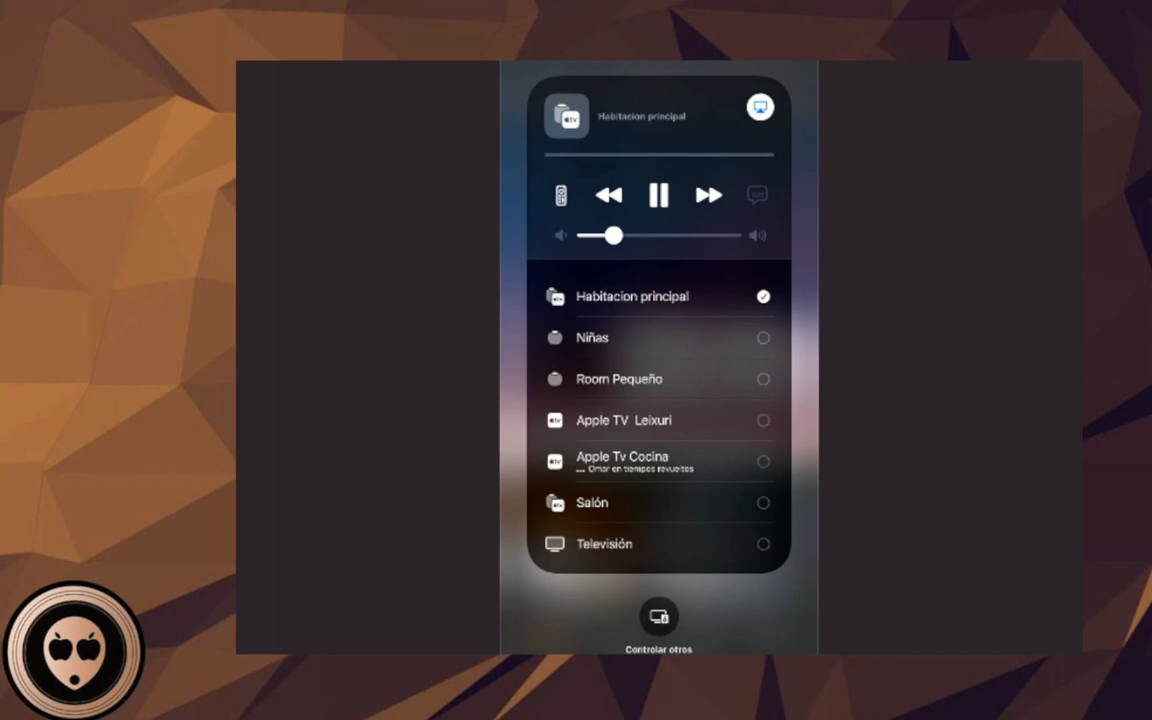 Habitacion principal
Habitacion principal
Niñas
Room Pequeño
Apple TV Leixuri
Apple Tv Cocina
Omar en tiempos revueltos
Salón
Televisión
Controlar otros